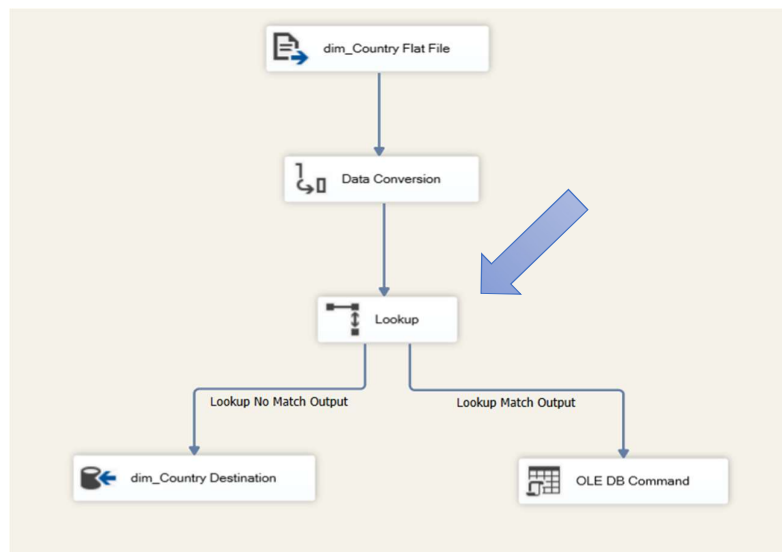 dim_Country Flat File
Data Conversion
Lookup
Lookup No Match Output
Lookup Match Output
dim_Country Destination
OLE DB Command